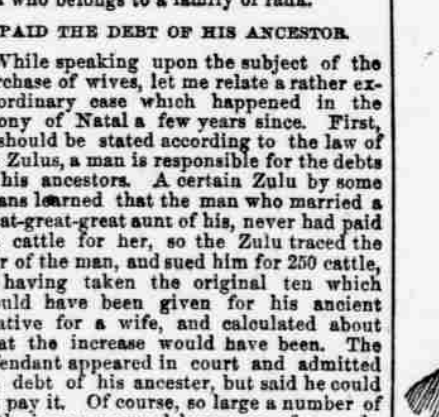 who belongs to a family of rank.
PAID THE DEBT OF HIS ANCESTOR.
While speaking upon the subject of the
rchase of wives, let me relate a rather ex-
ordinary case which happened in the
ony of Natal a few years since. First,
should be stated according to the law of
Zulus, a man is responsible for the debts
his ancestors. A certain Zulu by some
ans learned that the man who married a
at-great-great aunt of his, never had paid
cattle for her, so the Zulu traced the
r of the man, and sued him for 250 cattle,
having taken the original ten which
uld have been given for his ancient
ative for a wife, and calculated about
at the increase would have been. The
endant appeared in court and admitted
debt of his ancester, but said he could
pay it. Of course, so large a number of